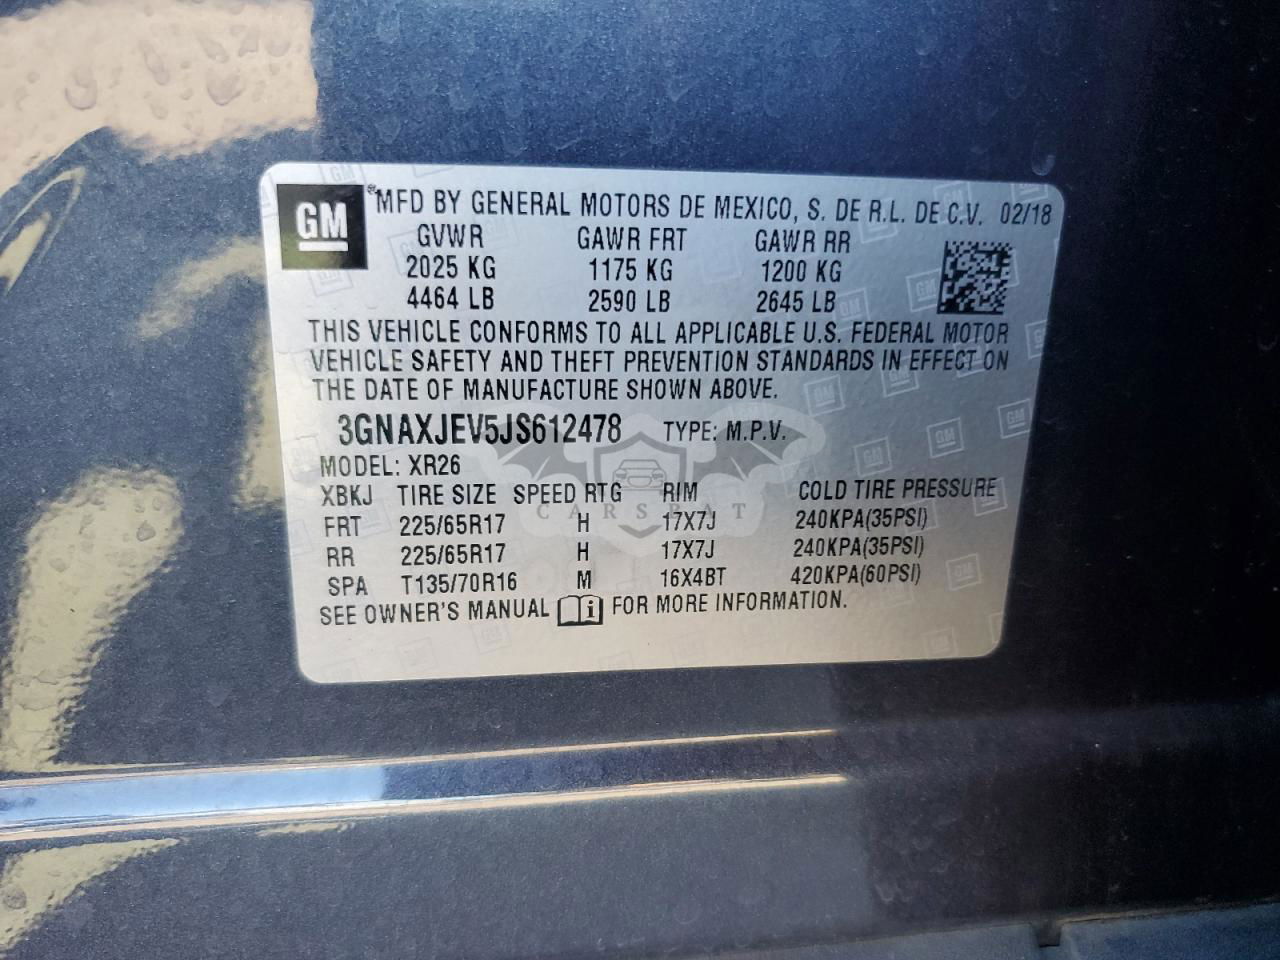 GM ® MFD BY GENERAL MOTORS DE MEXICO, S. DE R.L. DE C.V. 02/18
GVWR GAWR FRT GAWR RR
2025 KG 1175 KG 1200 KG
4464 LB 2590 LB 2645 LB
THIS VEHICLE CONFORMS TO ALL APPLICABLE U.S. FEDERAL MOTOR
VEHICLE SAFETY AND THEFT PREVENTION STANDARDS IN EFFECT ON
THE DATE OF MANUFACTURE SHOWN ABOVE.
3GNAXJEV5JS612478 TYPE: M.P.V.
MODEL: XR26
XBKJ TIRE SIZE SPEED RTG RIM COLD TIRE PRESSURE
CARSBAT
FRT 225/65R17 H 17X7J 240KPA(35PSI)
RR 225/65R17 H 17X7J 240KPA(35PSI)
SPA T135/70R16 M 16X4BT 420KPA(60PSI)
SEE OWNER'S MANUAL i FOR MORE INFORMATION.